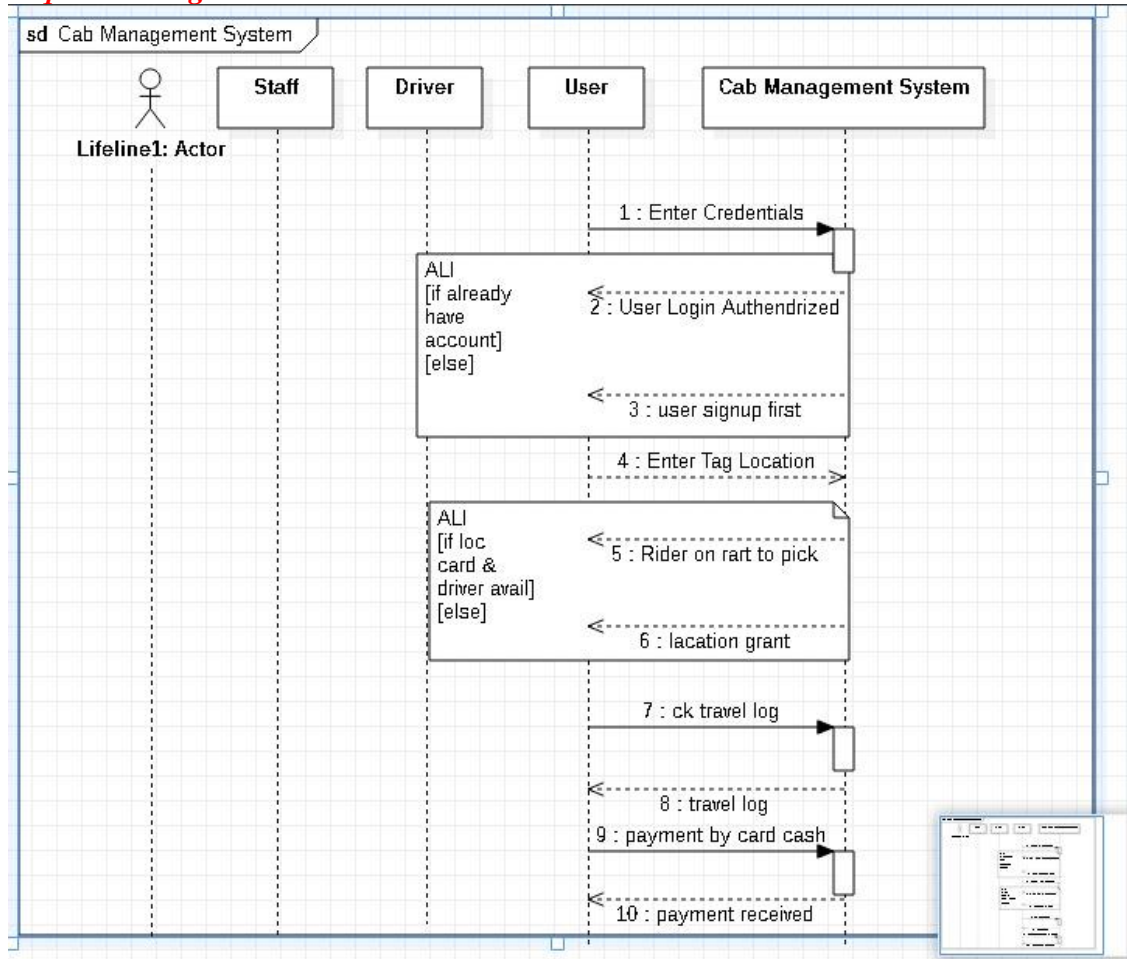 sd Cab Management System
Staff
Driver
User
Cab Management System
Lifeline1: Actor
1 : Enter Credentials
ALI
[if already
have
account]
[else]
2 : User Login Authendrized
3 : user signup first
4 : Enter Tag Location
ALI
[if loc
card &
driver avail]
[else]
5 : Rider on rart to pick
6 : lacation grant
7 : ck travel log
8 : travel log
9 : payment by card cash
10 : payment received